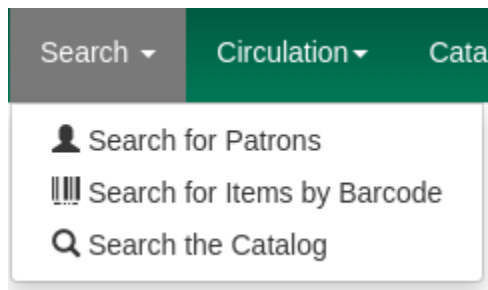 Search Circulation Cata
Search for Patrons
Search for Items by Barcode
Search the Catalog